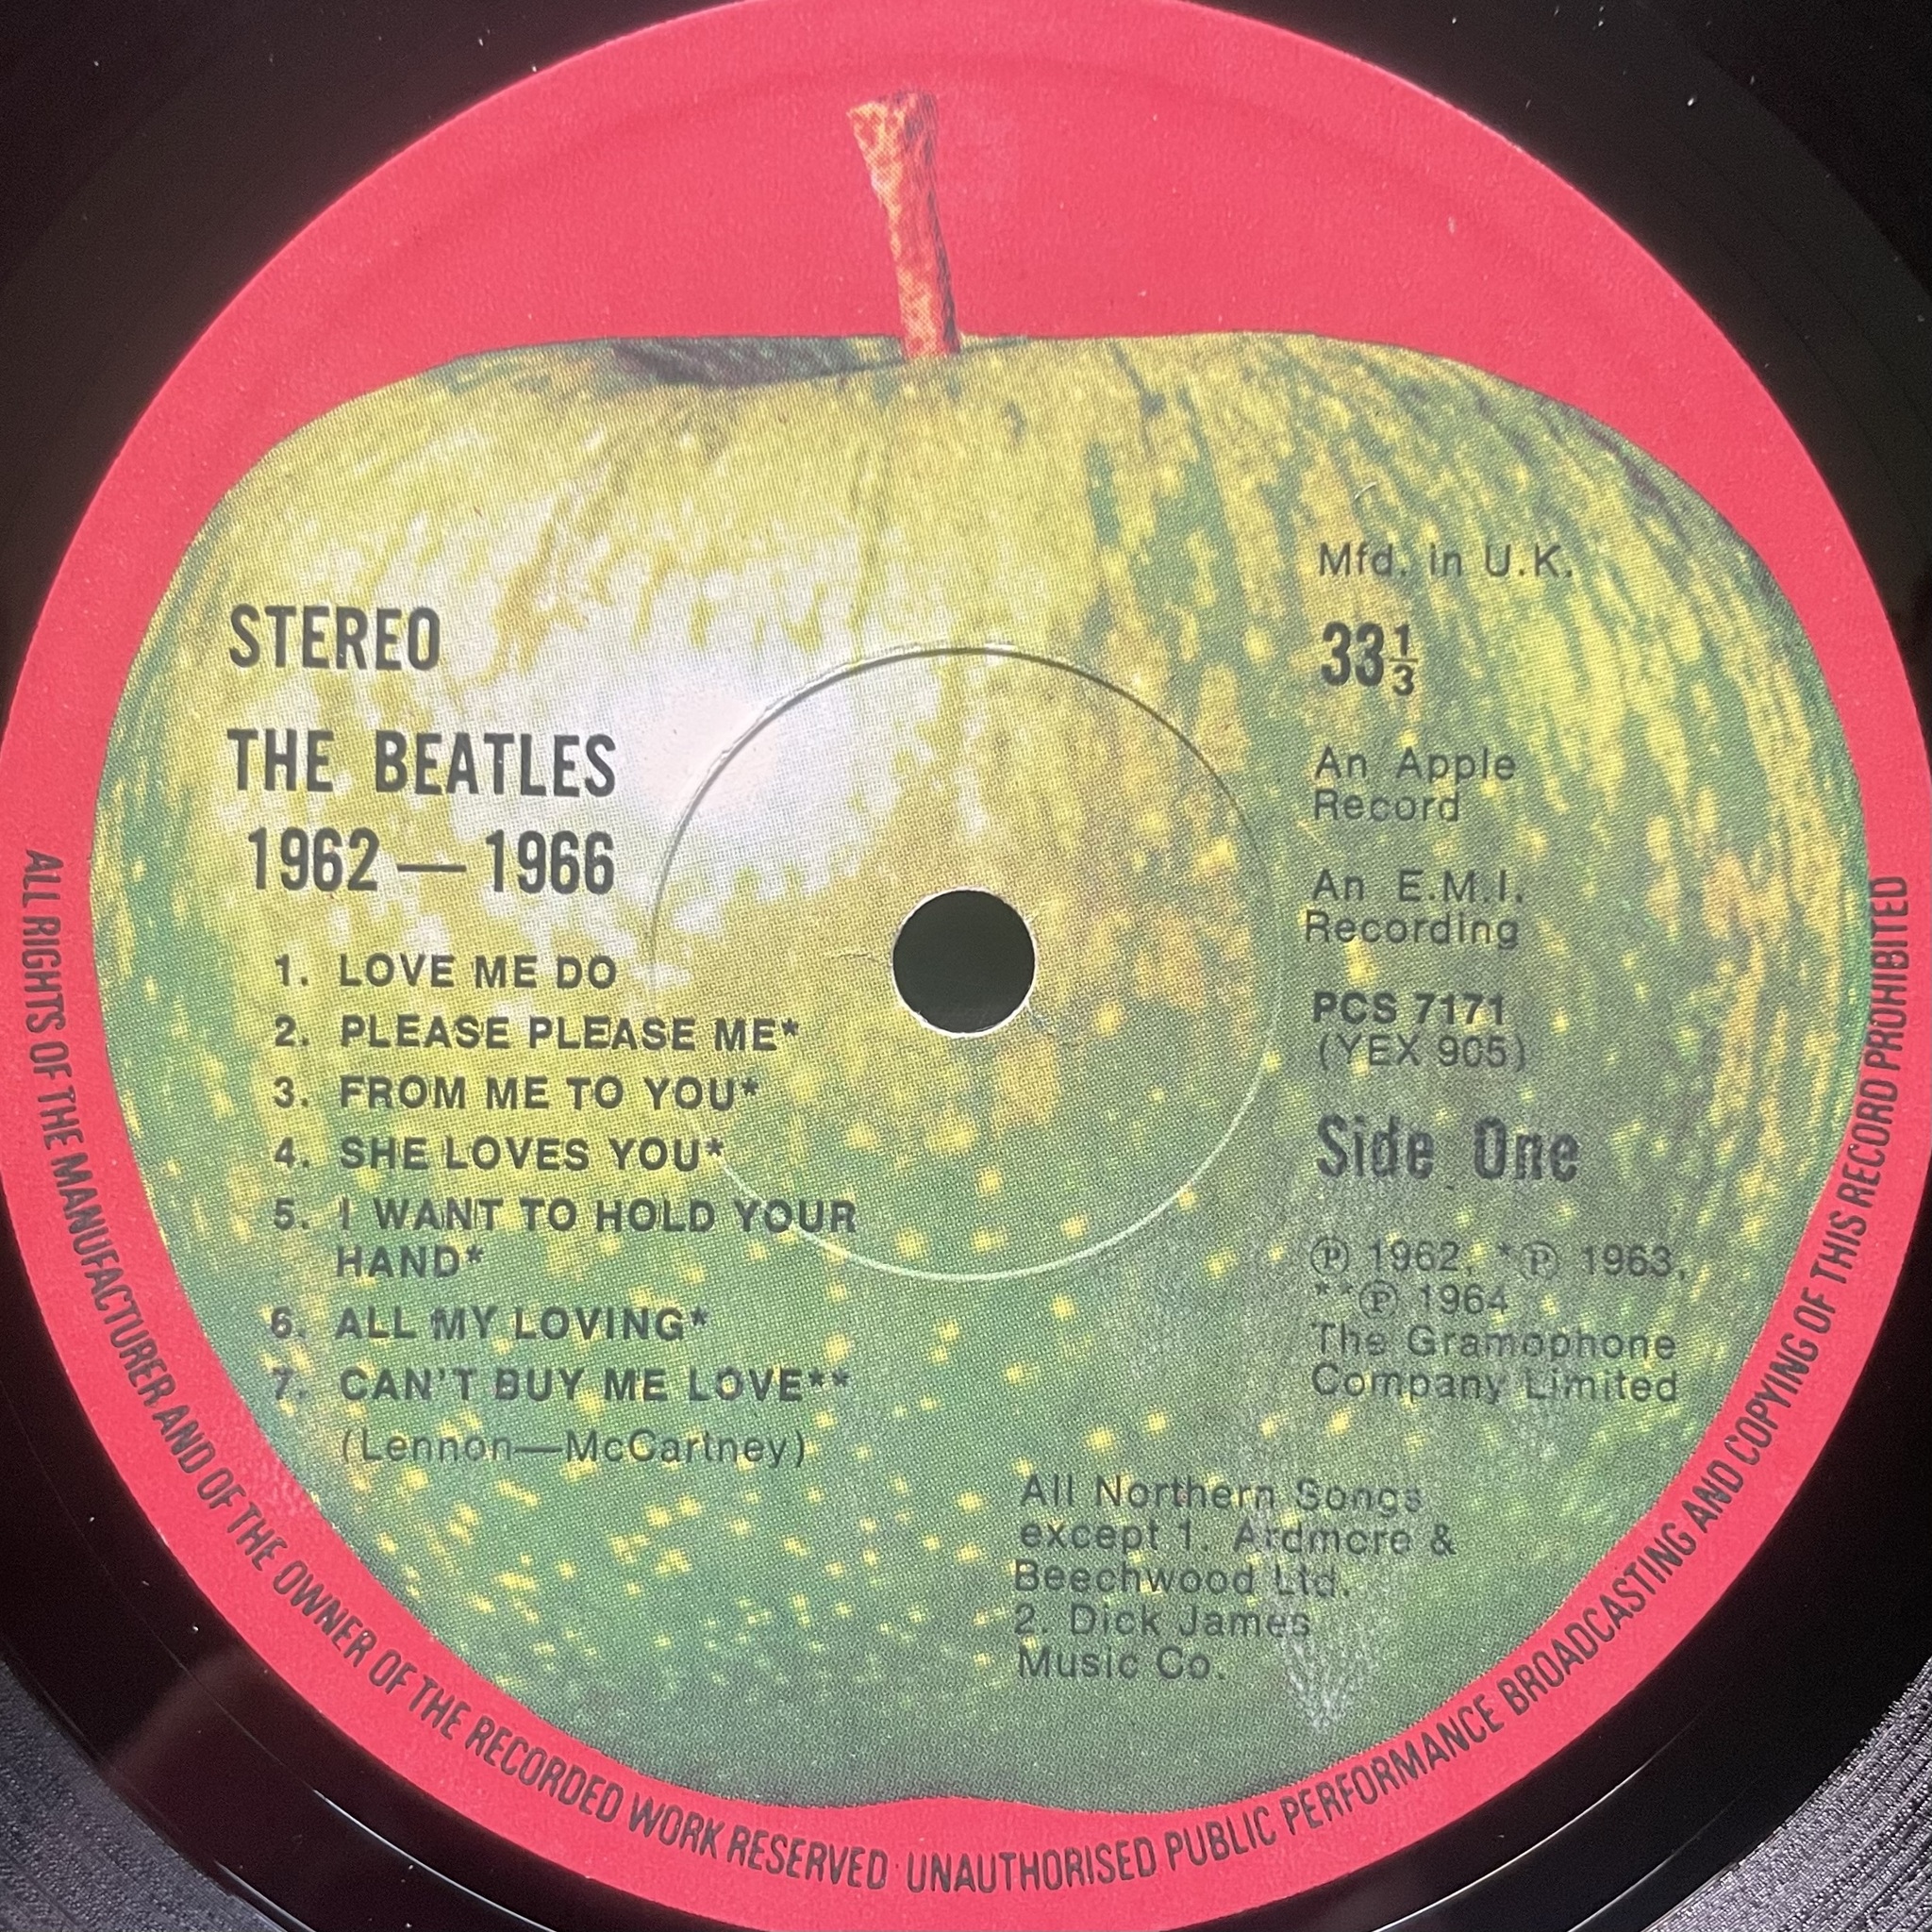 STEREO
THE BEATLES
1962 — 1966
1. LOVE ME DO
2. PLEASE PLEASE ME*
3. FROM ME TO YOU*
4. SHE LOVES YOU*
5. I WANT TO HOLD YOUR
HAND*
6. ALL MY LOVING*
7. CAN'T BUY ME LOVE**
(Lennon—McCartney)
Mfd. in U.K.
33⅓
An Apple
Record
An E.M.I.
Recording
PCS 7171
(YEX 905)
Side One
Ⓟ 1962, *Ⓟ 1963,
**Ⓟ 1964
The Gramophone
Company Limited
All Northern Songs
except 1. Ardmore &
Beechwood Ltd.
2. Dick James
Music Co.
ALL RIGHTS OF THE MANUFACTURER AND OF THE OWNER OF THE RECORDED WORK RESERVED · UNAUTHORISED PUBLIC PERFORMANCE BROADCASTING AND COPYING OF THIS RECORD PROHIBITED